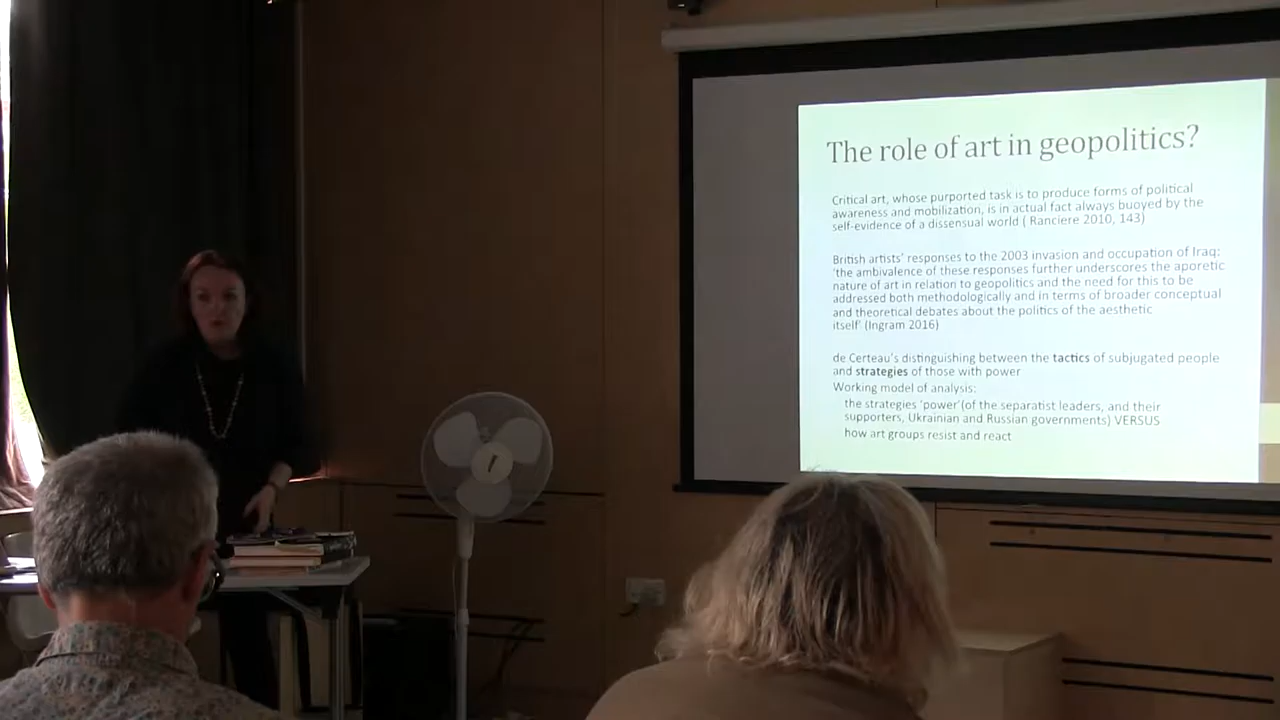 The role of art in geopolitics?
Critical art, whose purported task is to produce forms of political
awareness and mobilization, is in actual fact always buoyed by the
self-evidence of a dissensual world ( Ranciere 2010, 143)
British artists' responses to the 2003 invasion and occupation of Iraq:
'the ambivalence of these responses further underscores the aporetic
nature of art in relation to geopolitics and the need for this to be
addressed both methodologically and in terms of broader conceptual
and theoretical debates about the politics of the aesthetic
itself' (Ingram 2016)
de Certeau's distinguishing between the tactics of subjugated people
and strategies of those with power
Working model of analysis:
the strategies 'power'(of the separatist leaders, and their
supporters, Ukrainian and Russian governments) VERSUS
how art groups resist and react